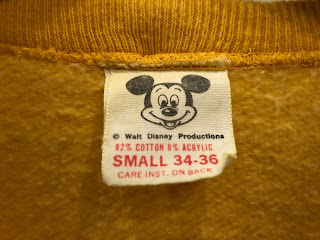 © Walt Disney Productions
92% COTTON 8% ACRYLIC
SMALL 34-36
CARE INST. ON BACK